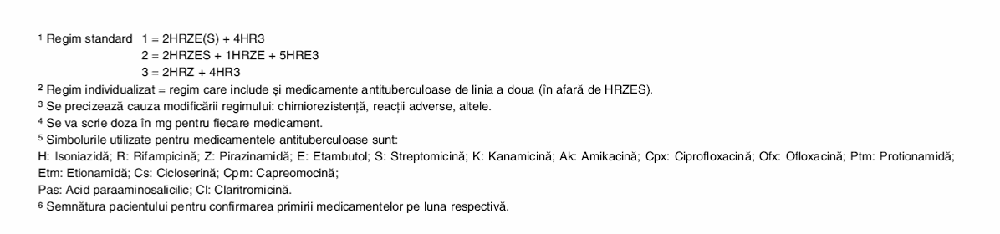 1 Regim standard 1 = 2HRZE(S) + 4HR3
2 = 2HRZES + 1HRZE + 5HRE3
3 = 2HRZ + 4HR3
2 Regim individualizat = regim care include și medicamente antituberculoase de linia a doua (în afară de HRZES).
3 Se precizează cauza modificării regimului: chimiorezistență, reacții adverse, altele.
4 Se va scrie doza în mg pentru fiecare medicament.
5 Simbolurile utilizate pentru medicamentele antituberculoase sunt:
H: Isoniazidă; R: Rifampicină; Z: Pirazinamidă; E: Etambutol; S: Streptomicină; K: Kanamicină; Ak: Amikacină; Cpx: Ciprofloxacină; Ofx: Ofloxacină; Ptm: Protionamidă;
Etm: Etionamidă; Cs: Cicloserină; Cpm: Capreomocină;
Pas: Acid paraaminosalicilic; Cl: Claritromicină.
6 Semnătura pacientului pentru confirmarea primirii medicamentelor pe luna respectivă.